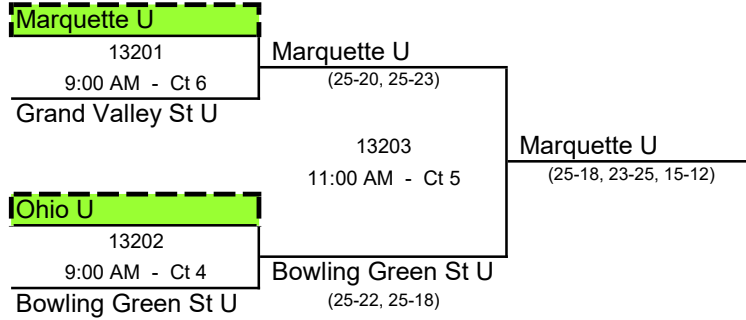 Marquette U
13201
9:00 AM - Ct 6
Grand Valley St U
Marquette U
(25-20, 25-23)
13203
11:00 AM - Ct 5
Marquette U
(25-18, 23-25, 15-12)
Ohio U
13202
9:00 AM - Ct 4
Bowling Green St U
Bowling Green St U
(25-22, 25-18)